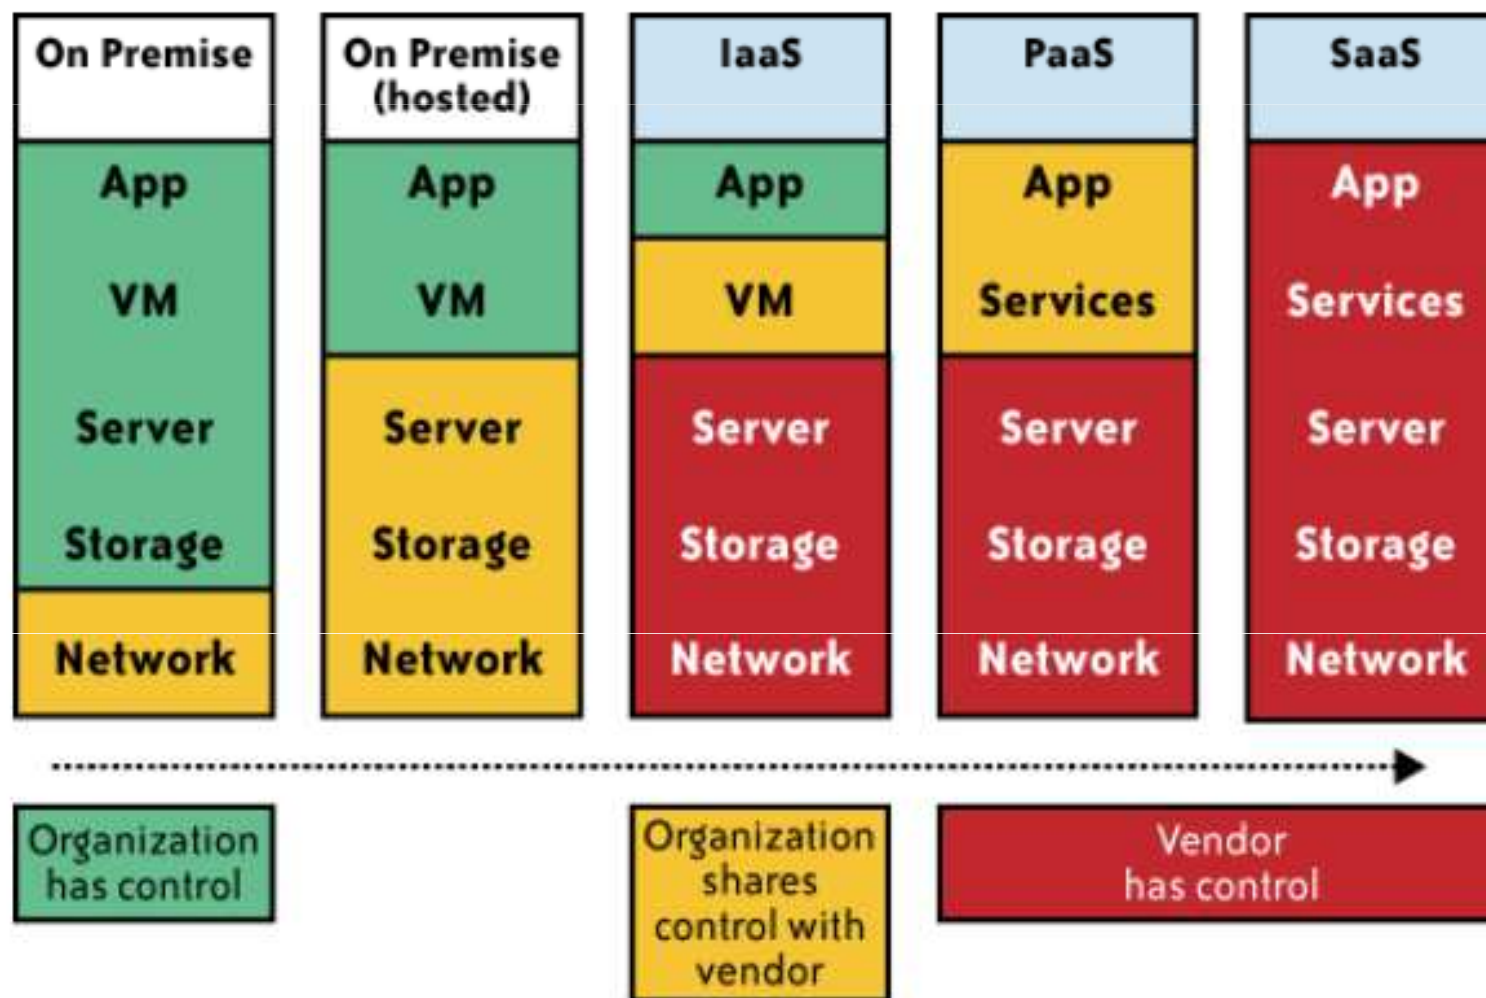 On Premise
App
VM
Server
Storage
Network
On Premise
(hosted)
App
VM
Server
Storage
Network
IaaS
App
VM
Server
Storage
Network
PaaS
App
Services
Server
Storage
Network
SaaS
App
Services
Server
Storage
Network
Organization
has control
Organization
shares
control with
vendor
Vendor
has control